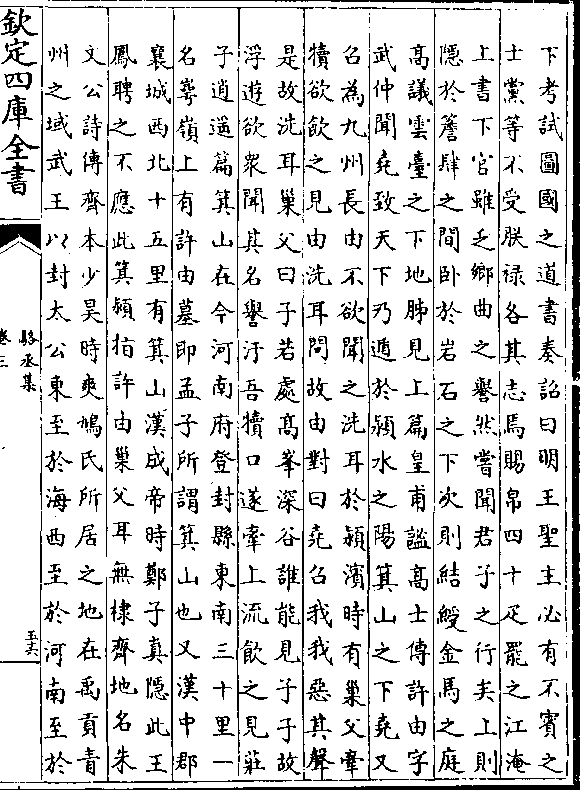 下考試圖國之道書奏詔曰明王聖主必有不賓之
士黨等不受朕祿各其志焉賜帛四十疋罷之江淹
上書下官雖乏鄉曲之譽然嘗聞君子之行矣上則
隱於簷肆之間卧於岩石之下次則結綬金馬之庭
高議雲臺之下地肺見上篇皇甫謐高士傳許由字
武仲聞堯致天下乃遁於潁水之陽箕山之下堯又
召為九州長由不欲聞之洗耳於潁濱時有巢父牽
犢欲飲之見由洗耳問故由對曰堯召我我惡其聲
是故洗耳巢父曰子若處高峯深谷誰能見子子故
浮遊欲衆聞其名譽汙吾犢口遂牽上流飲之見莊
子逍遥篇箕山在今河南府登封縣東南三十里一
名崿嶺上有許由墓即孟子所謂箕山也又漢中郡
襄城西北十五里有箕山漢成帝時鄭子真隱此王
鳳聘之不應此箕潁指許由巢父耳無棣齊地名朱
文公詩傳齊本少昊時爽鳩氏所居之地在禹貢青
州之域武王以封太公東至於海西至於河南至於
欽定四庫全書
駱丞集
卷三
五六